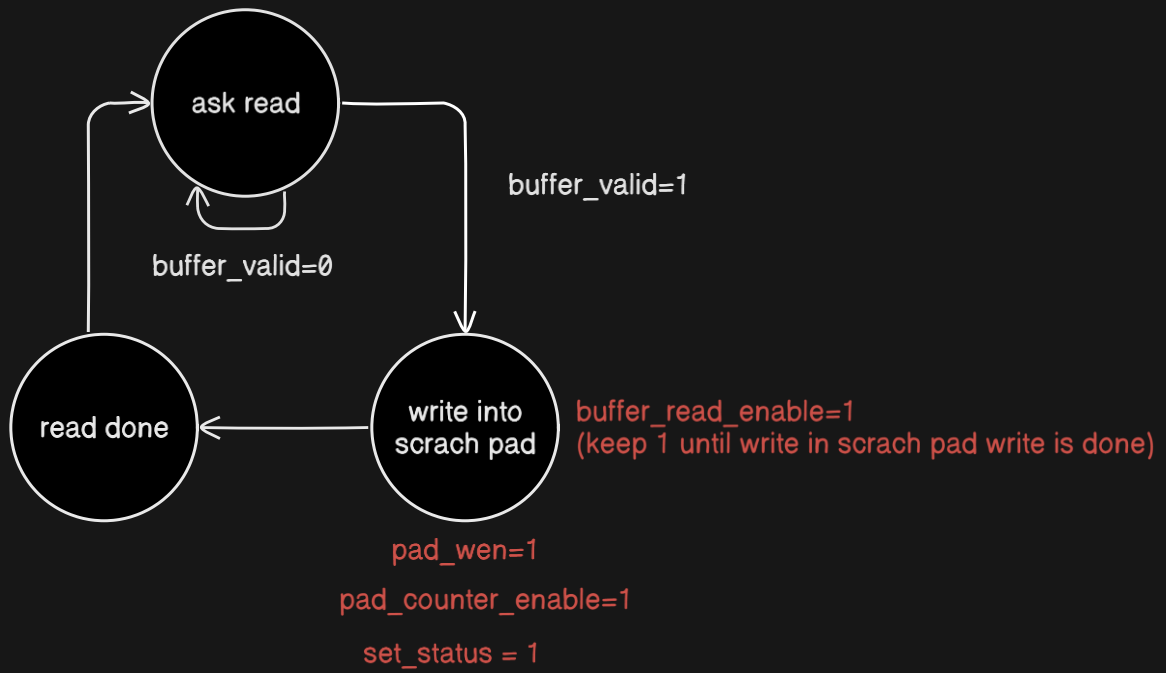 ask read
buffer_valid=1
buffer_valid=0
read done
write into
scrach pad
buffer_read_enable=1
(keep 1 until write in scrach pad write is done)
pad_wen=1
pad_counter_enable=1
set_status = 1